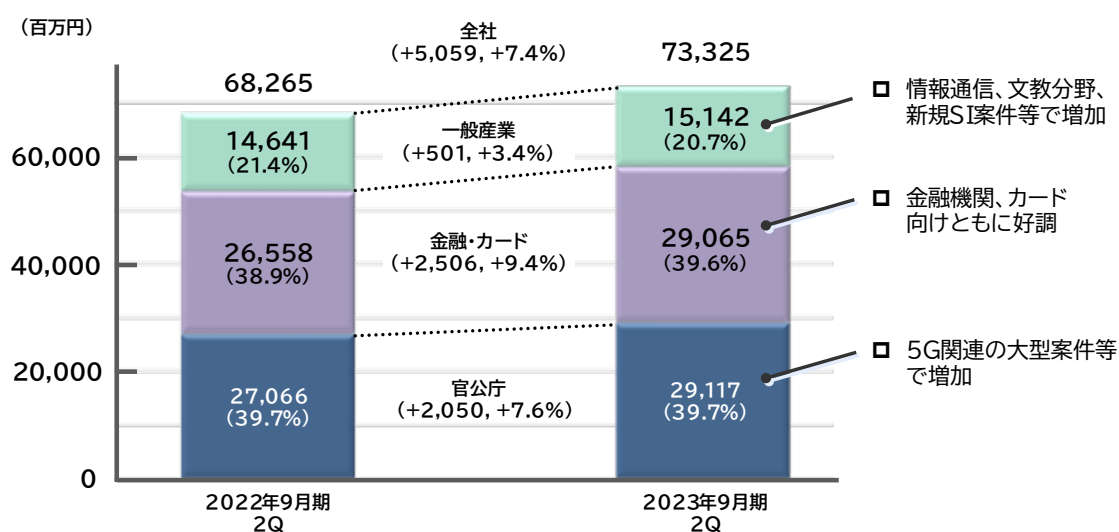 （百万円）
全社
（+5,059, +7.4%）
68,265
73,325
14,641
（21.4%）
一般産業
（+501, +3.4%）
15,142
（20.7%）
情報通信、文教分野、
新規SI案件等で増加
60,000
26,558
（38.9%）
金融・カード
（+2,506, +9.4%）
29,065
（39.6%）
金融機関、カード
向けともに好調
40,000
20,000
27,066
（39.7%）
官公庁
（+2,050, +7.6%）
29,117
（39.7%）
5G関連の大型案件等
で増加
0
2022年9月期
2Q
2023年9月期
2Q